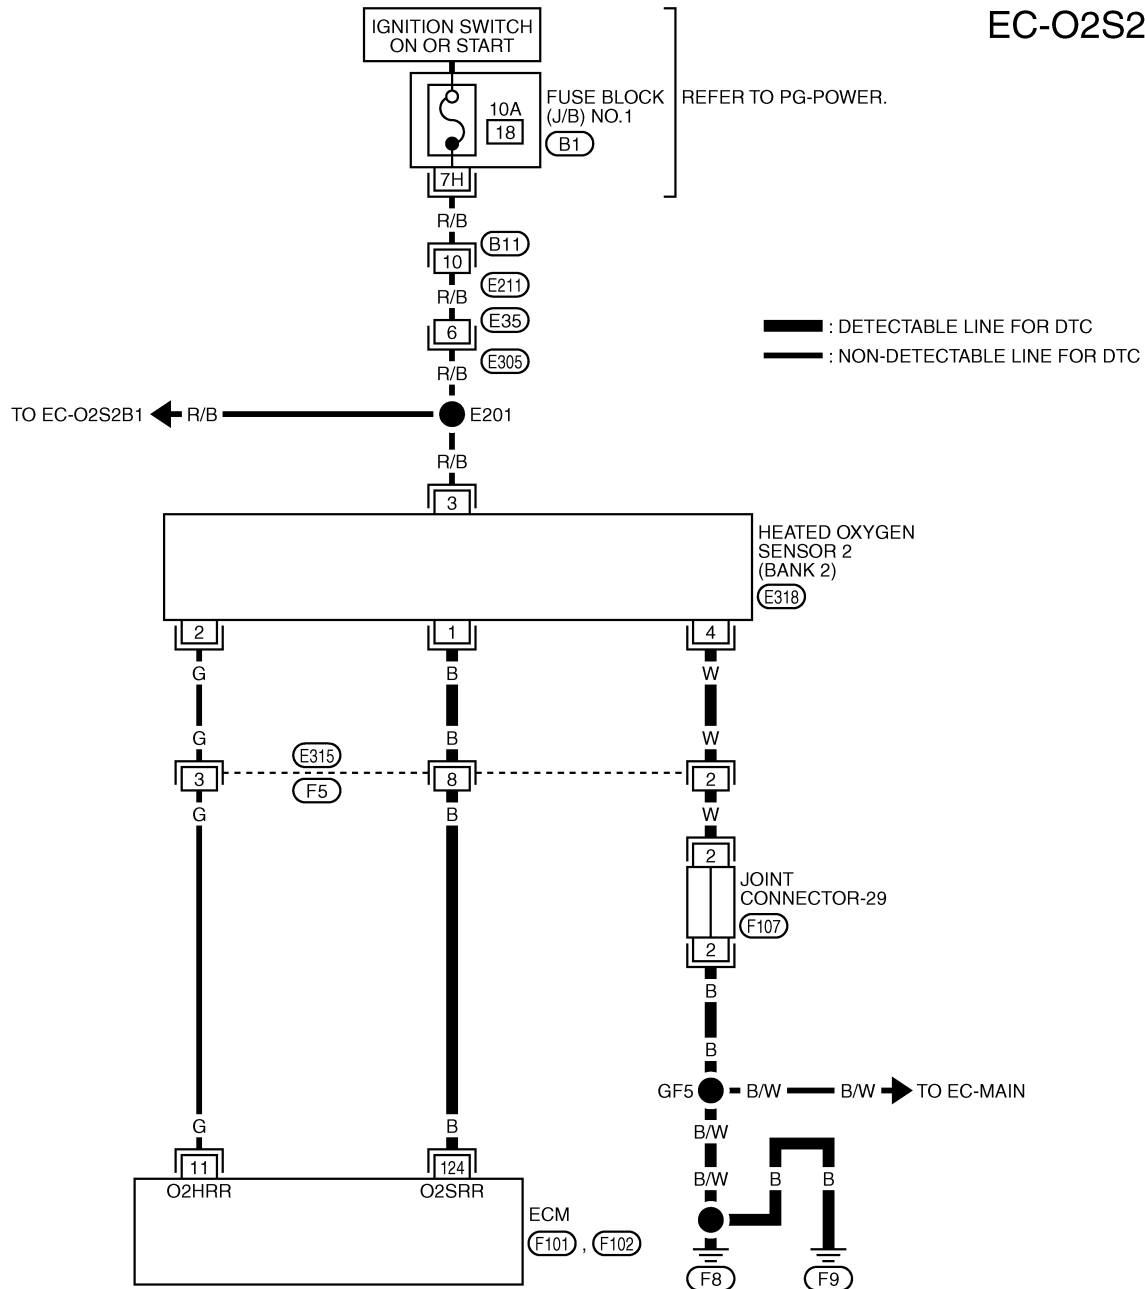 EC-O2S2
IGNITION SWITCH
ON OR START
10A
18
FUSE BLOCK
(J/B) NO.1
B1
REFER TO PG-POWER.
7H
R/B
B11
10
E211
R/B
E35
6
E305
R/B
: DETECTABLE LINE FOR DTC
: NON-DETECTABLE LINE FOR DTC
TO EC-O2S2B1
R/B
E201
R/B
3
HEATED OXYGEN
SENSOR 2
(BANK 2)
E318
2
1
4
G
B
W
G
B
W
E315
3
8
2
F5
G
B
W
2
JOINT
CONNECTOR-29
F107
2
B
B
GF5
B/W
B/W
TO EC-MAIN
G
B
B/W
11
124
B/W
B
B
O2HRR
O2SRR
ECM
F101 , F102
F8
F9